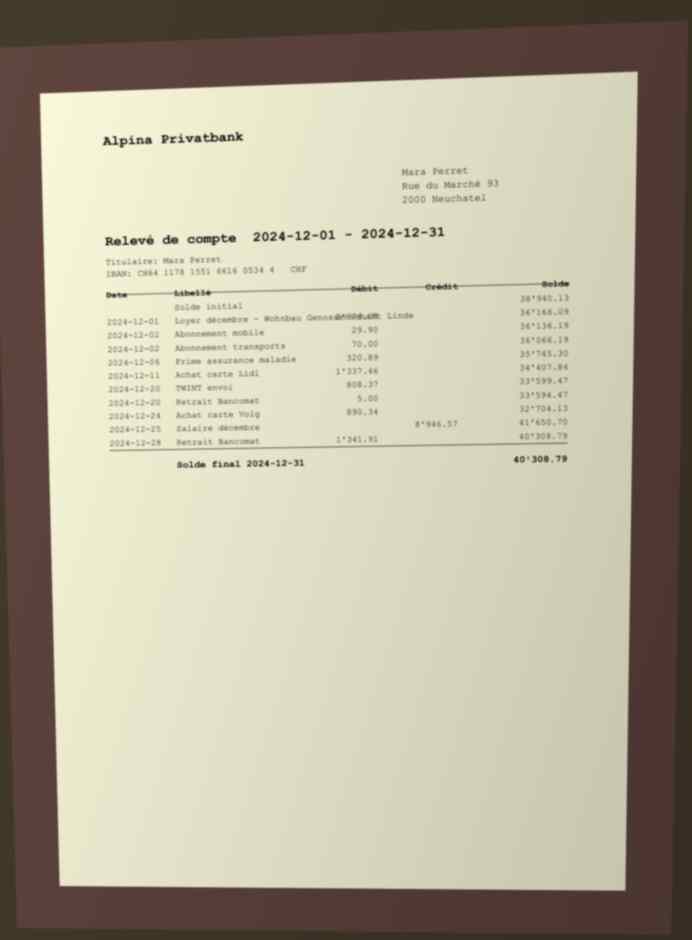 Alpina Privatbank
Mara Perret
Rue du Marché 93
2000 Neuchatel
Relevé de compte 2024-12-01 - 2024-12-31
Titulaire: Mara Perret
IBAN: CH64 1178 1551 6616 0534 4 CHF
Date Libellé Débit Crédit Solde
Solde initial 38'940.13
2024-12-01 Loyer décembre - Wohnbau Linde 36'166.09
2024-12-02 Abonnement mobile 29.90 36'136.19
2024-12-02 Abonnement transports 70.00 36'066.19
2024-12-06 Prime assurance maladie 320.89 35'745.30
2024-12-11 Achat carte Lidl 1'337.46 34'407.84
2024-12-20 TWINT envoi 808.37 33'599.47
2024-12-20 Retrait Bancomat 5.00 33'594.47
2024-12-24 Achat carte Volg 890.34 32'704.13
2024-12-25 Salaire décembre 8'946.57 41'650.70
2024-12-28 Retrait Bancomat 1'341.91 40'308.79
Solde final 2024-12-31 40'308.79